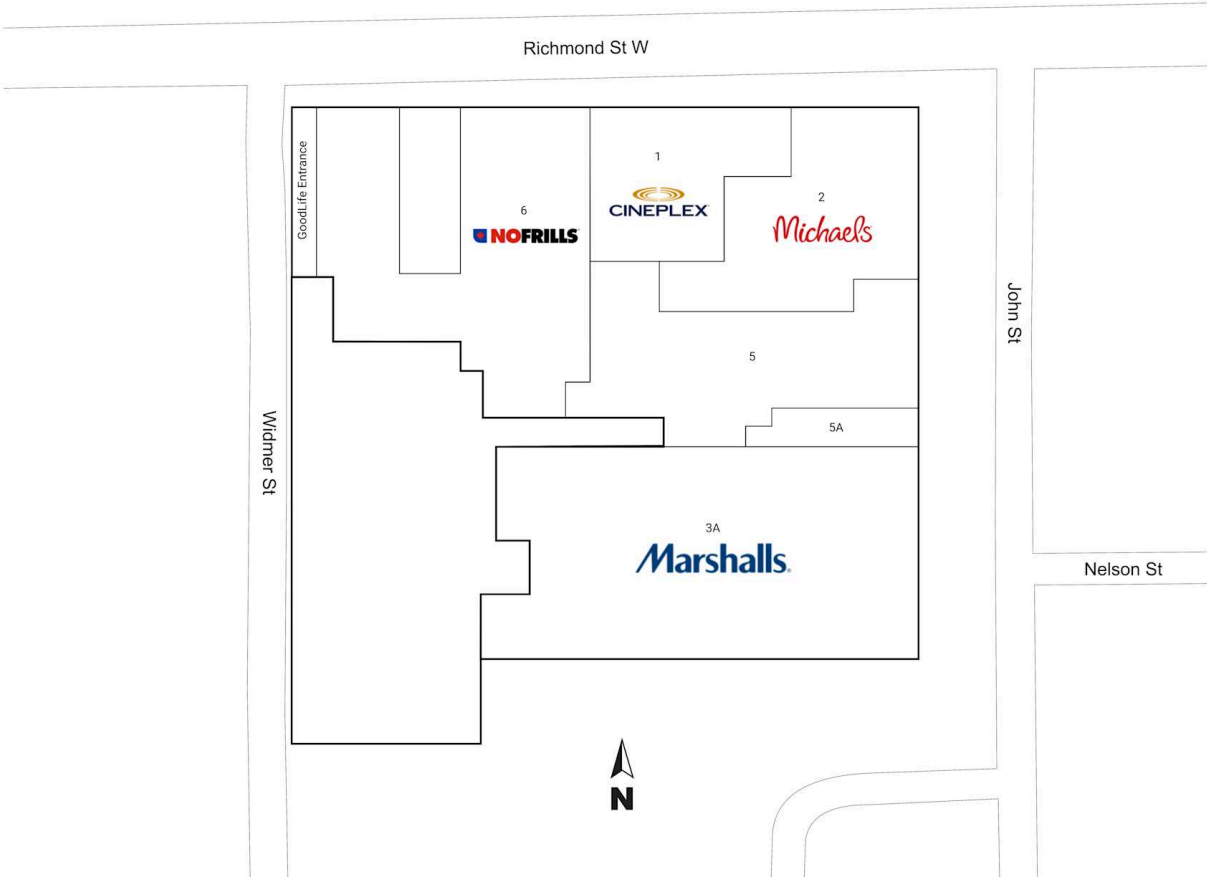 Richmond St W
GoodLife Entrance
1
CINEPLEX
2
Michaels
6
NOFRILLS
John St
5
5A
Widmer St
3A
Marshalls.
Nelson St
N